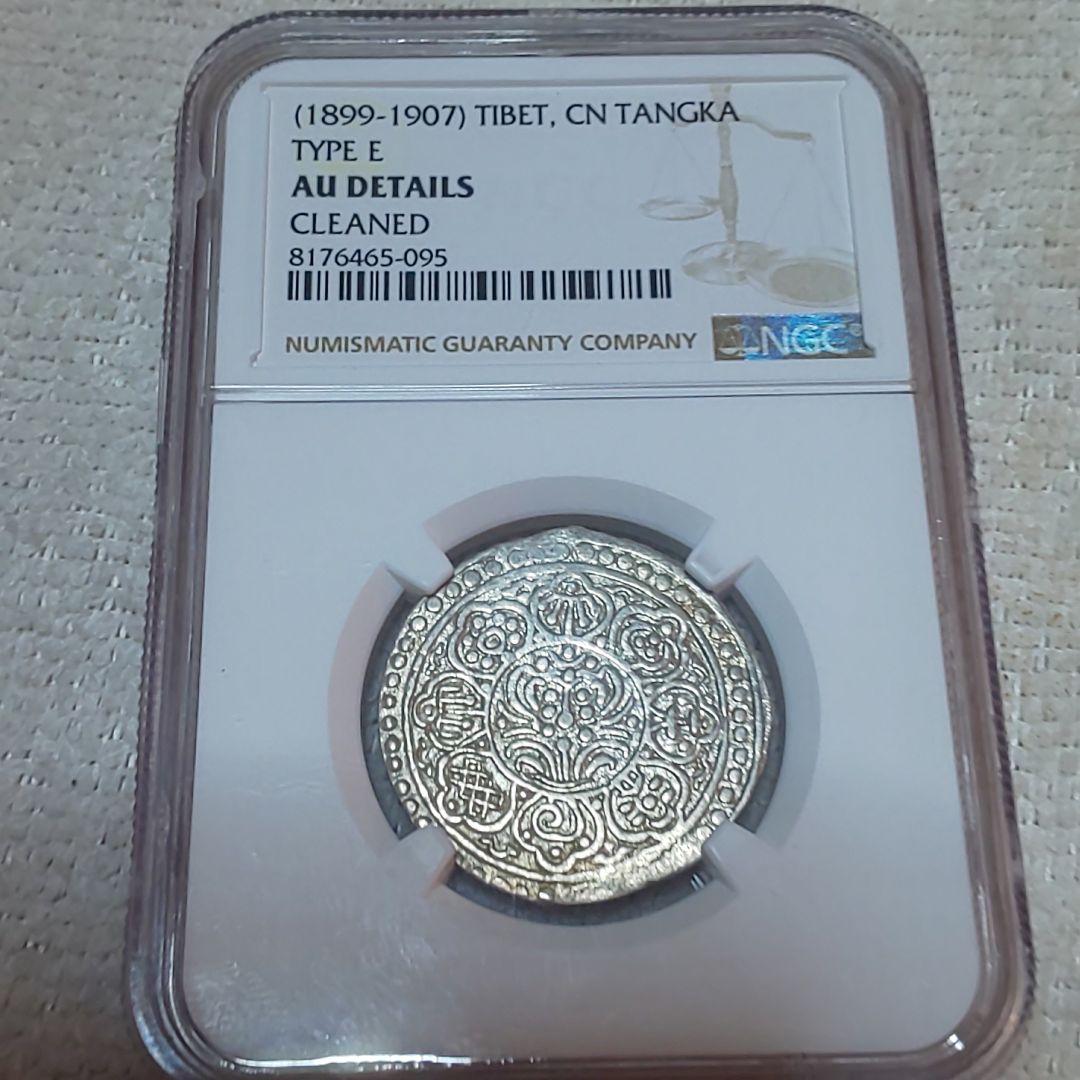 (1899-1907) TIBET, CN TANGKA
TYPE E
AU DETAILS
CLEANED
8176465-095
NUMISMATIC GUARANTY COMPANY
NGC